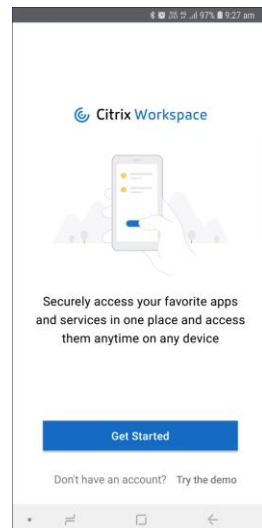 97% 9:27 am
Citrix Workspace
Securely access your favorite apps
and services in one place and access
them anytime on any device
Get Started
Don't have an account? Try the demo